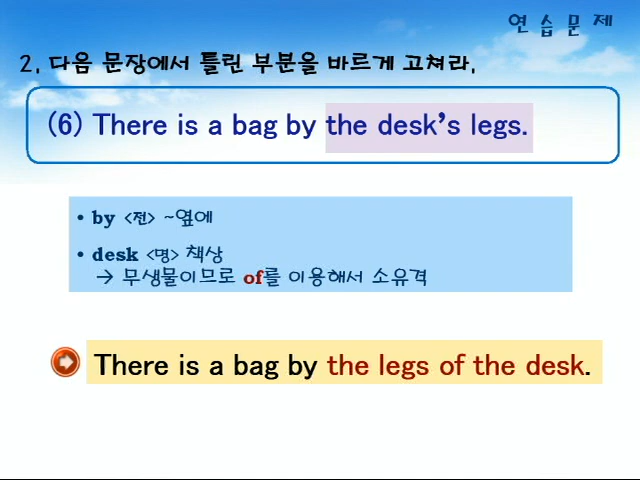 연 습 문 제
2. 다음 문장에서 틀린 부분을 바르게 고쳐라.
(6) There is a bag by the desk's legs.
• by <전> ~옆에
• desk <명> 책상
→ 무생물이므로 of를 이용해서 소유격
There is a bag by the legs of the desk.